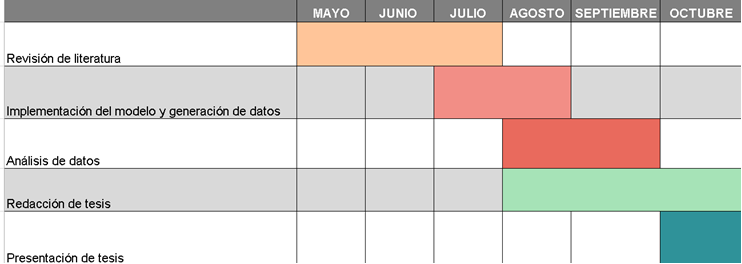 MAYO JUNIO JULIO AGOSTO SEPTIEMBRE OCTUBRE
Revisión de literatura
Implementación del modelo y generación de datos
Análisis de datos
Redacción de tesis
Presentación de tesis